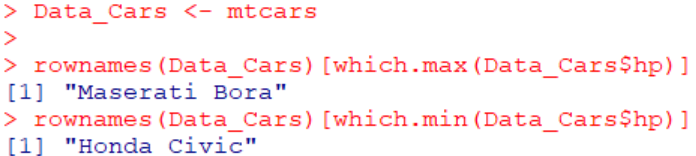 > Data_Cars <- mtcars
>
> rownames(Data_Cars)[which.max(Data_Cars$hp)]
[1] "Maserati Bora"
> rownames(Data_Cars)[which.min(Data_Cars$hp)]
[1] "Honda Civic"